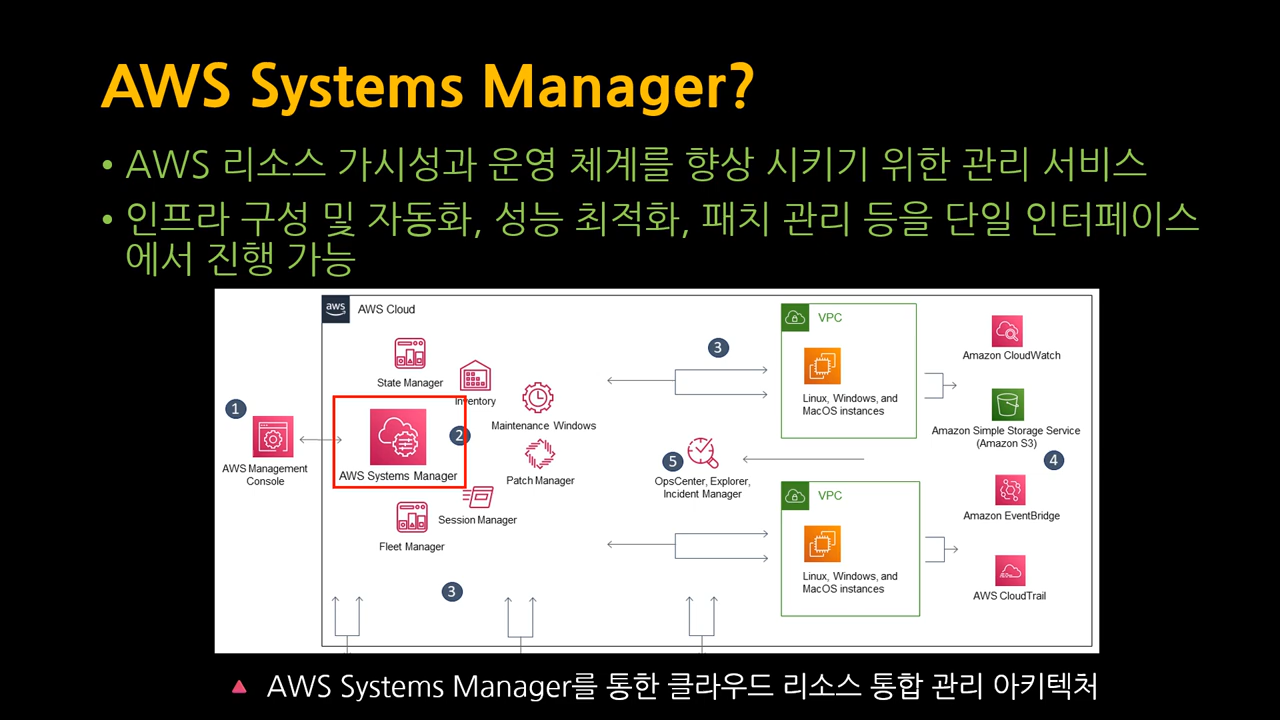 AWS Systems Manager?
• AWS 리소스 가시성과 운영 체계를 향상 시키기 위한 관리 서비스
• 인프라 구성 및 자동화, 성능 최적화, 패치 관리 등을 단일 인터페이스
에서 진행 가능
aws
AWS Cloud
State Manager
Inventory
Maintenance Windows
1
AWS Management
Console
2
AWS Systems Manager
Patch Manager
Session Manager
Fleet Manager
3
3
VPC
Linux, Windows, and
MacOS instances
5
OpsCenter, Explorer,
Incident Manager
VPC
Linux, Windows, and
MacOS instances
Amazon CloudWatch
Amazon Simple Storage Service
(Amazon S3)
4
Amazon EventBridge
AWS CloudTrail
🔺 AWS Systems Manager를 통한 클라우드 리소스 통합 관리 아키텍처